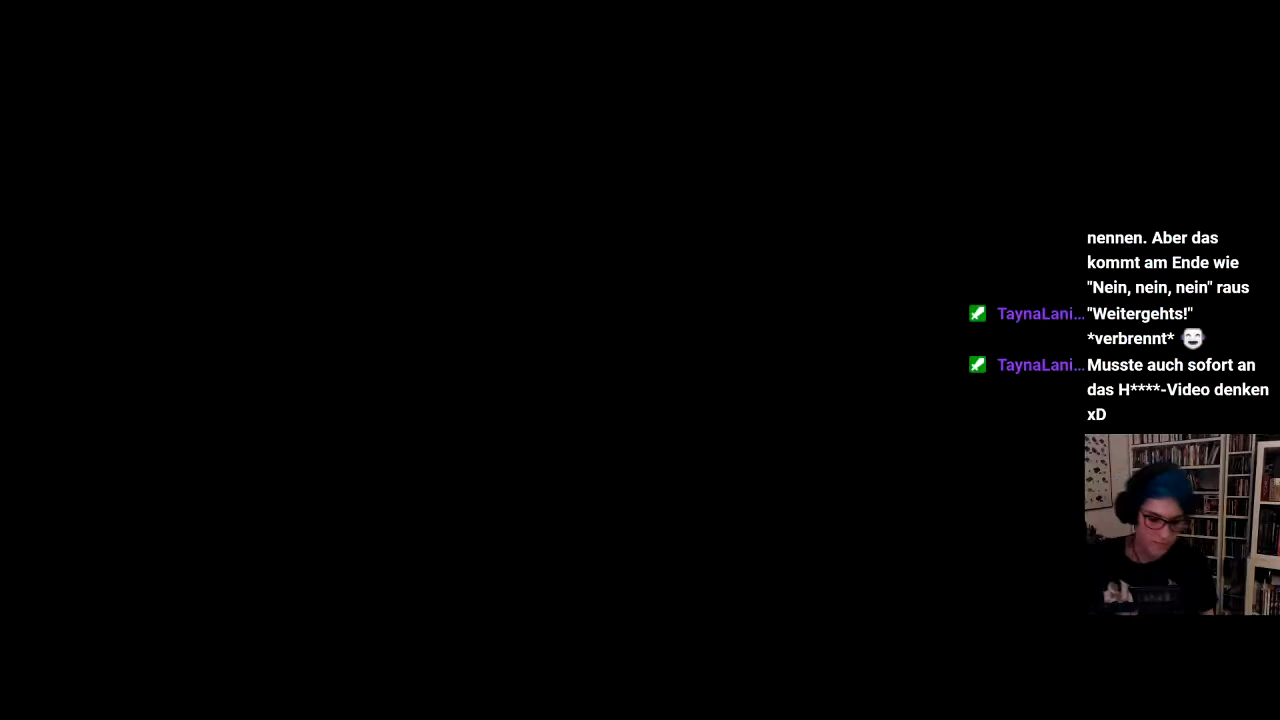 nennen. Aber das
kommt am Ende wie
"Nein, nein, nein" raus
TaynaLani... "Weitergehts!"
*verbrennt*
TaynaLani... Musste auch sofort an
das H****-Video denken
xD